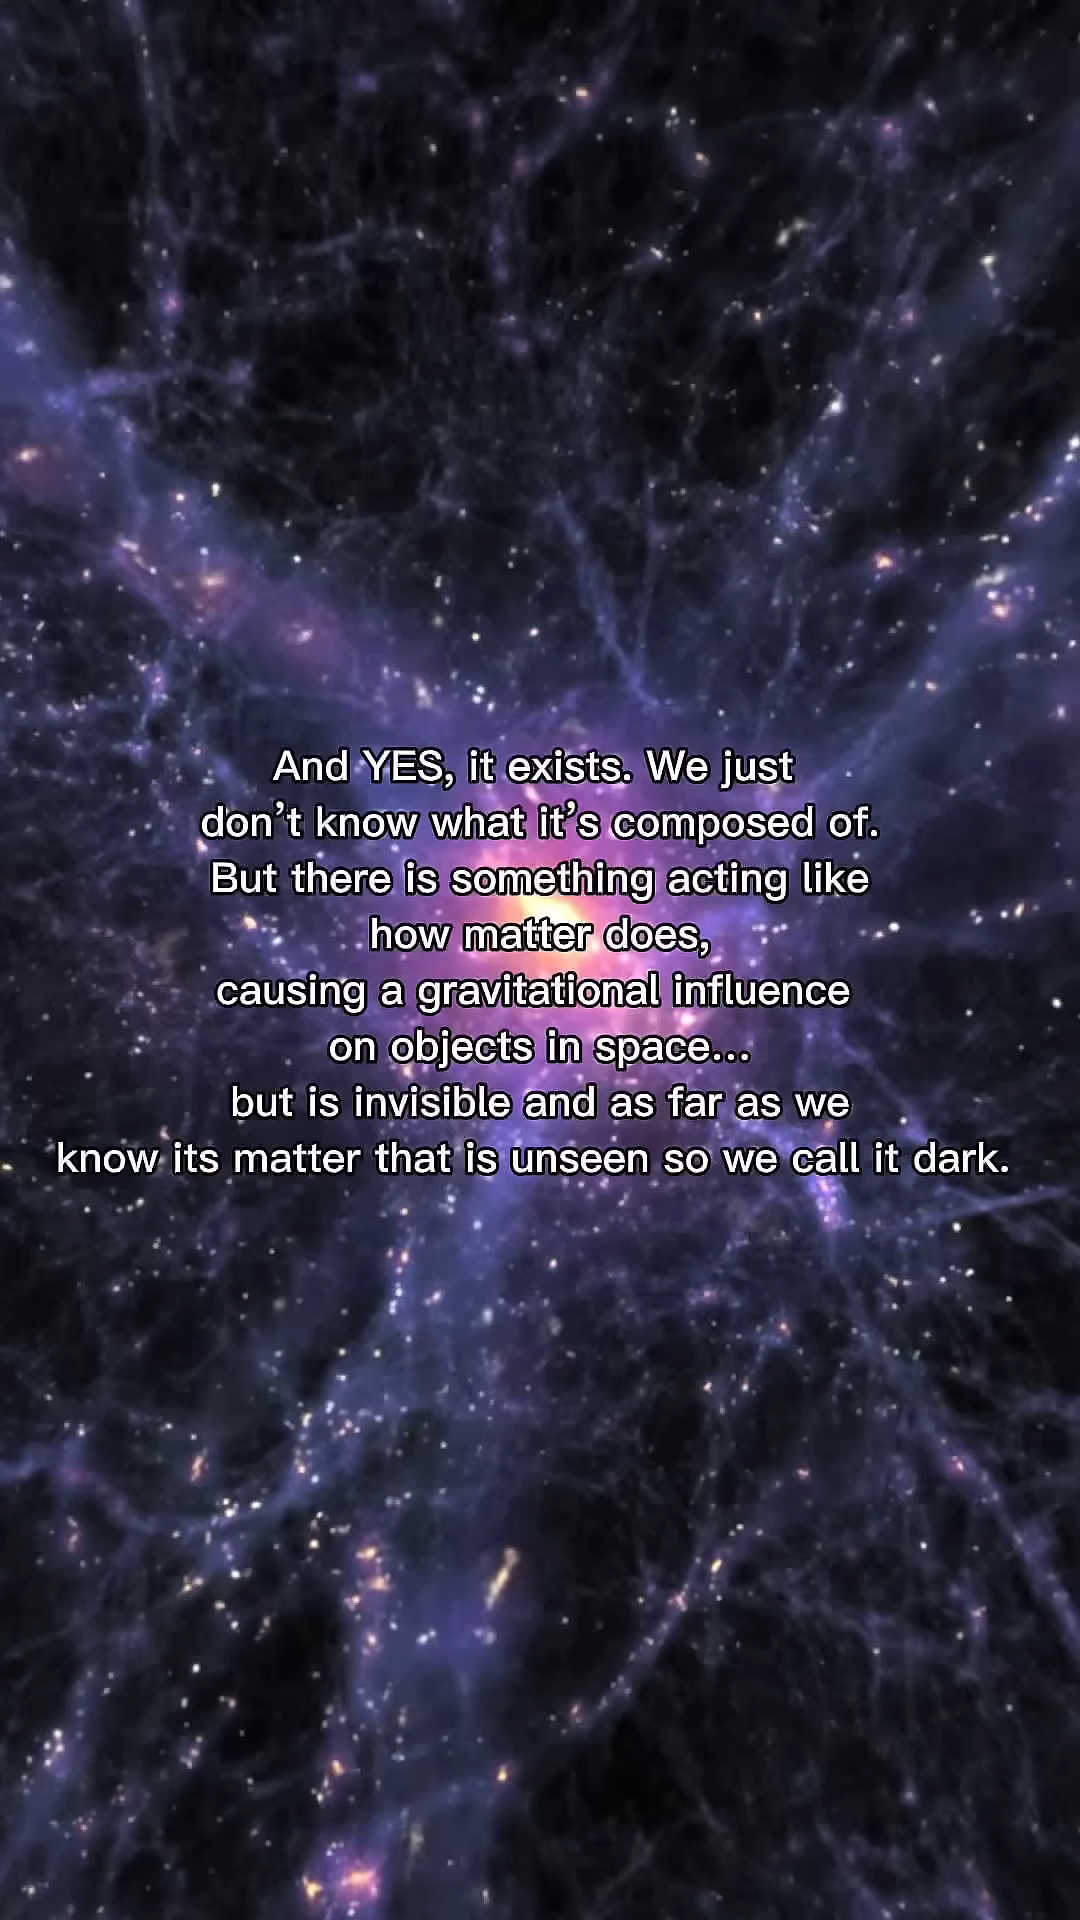 And YES, it exists. We just
don’t know what it’s composed of.
But there is something acting like
how matter does,
causing a gravitational influence
on objects in space...
but is invisible and as far as we
know its matter that is unseen so we call it dark.